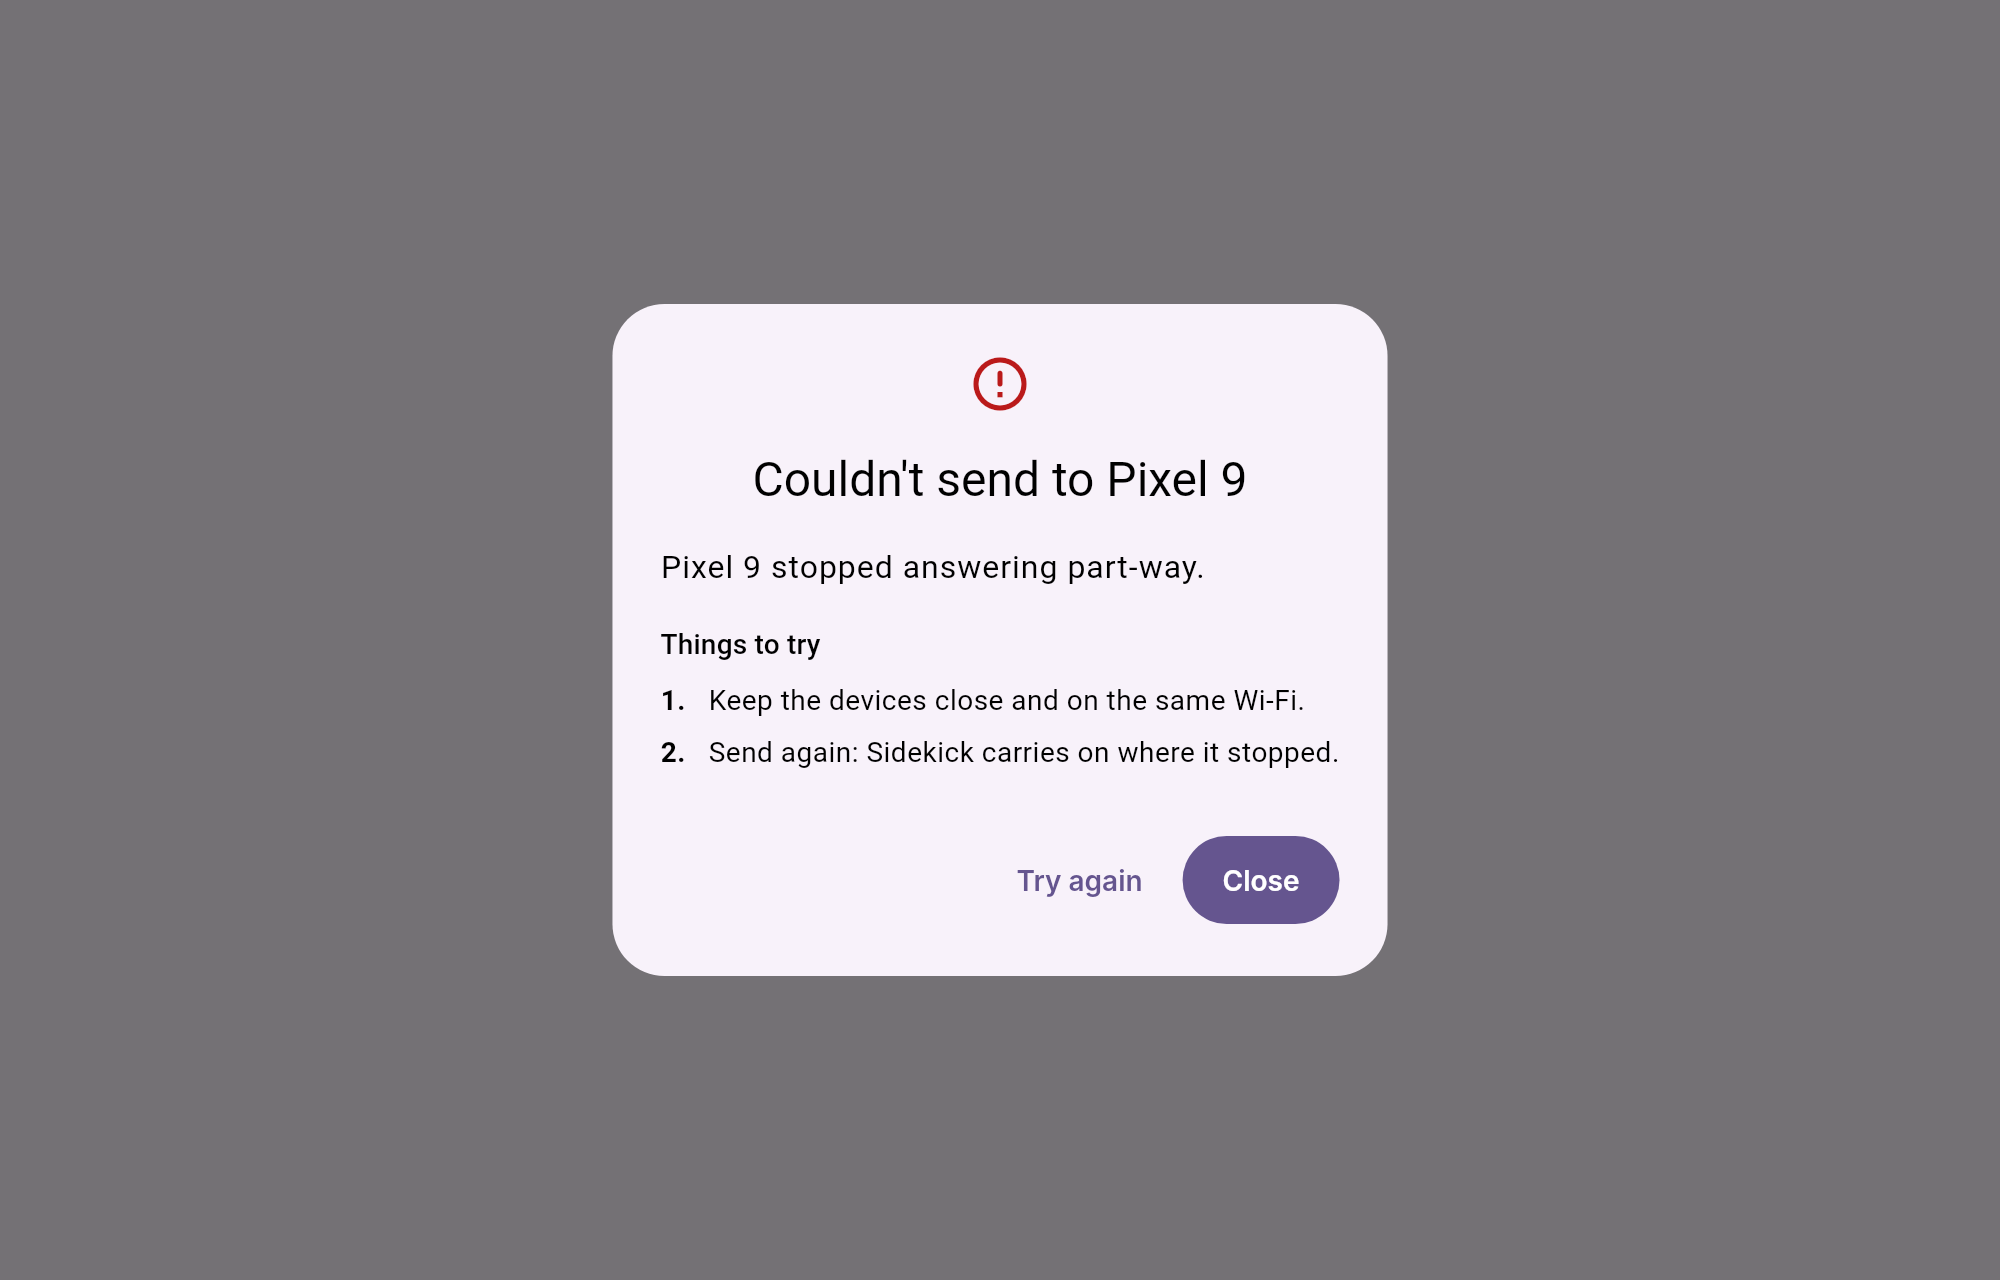 Couldn't send to Pixel 9
Pixel 9 stopped answering part-way.
Things to try
1. Keep the devices close and on the same Wi-Fi.
2. Send again: Sidekick carries on where it stopped.
Try again
Close